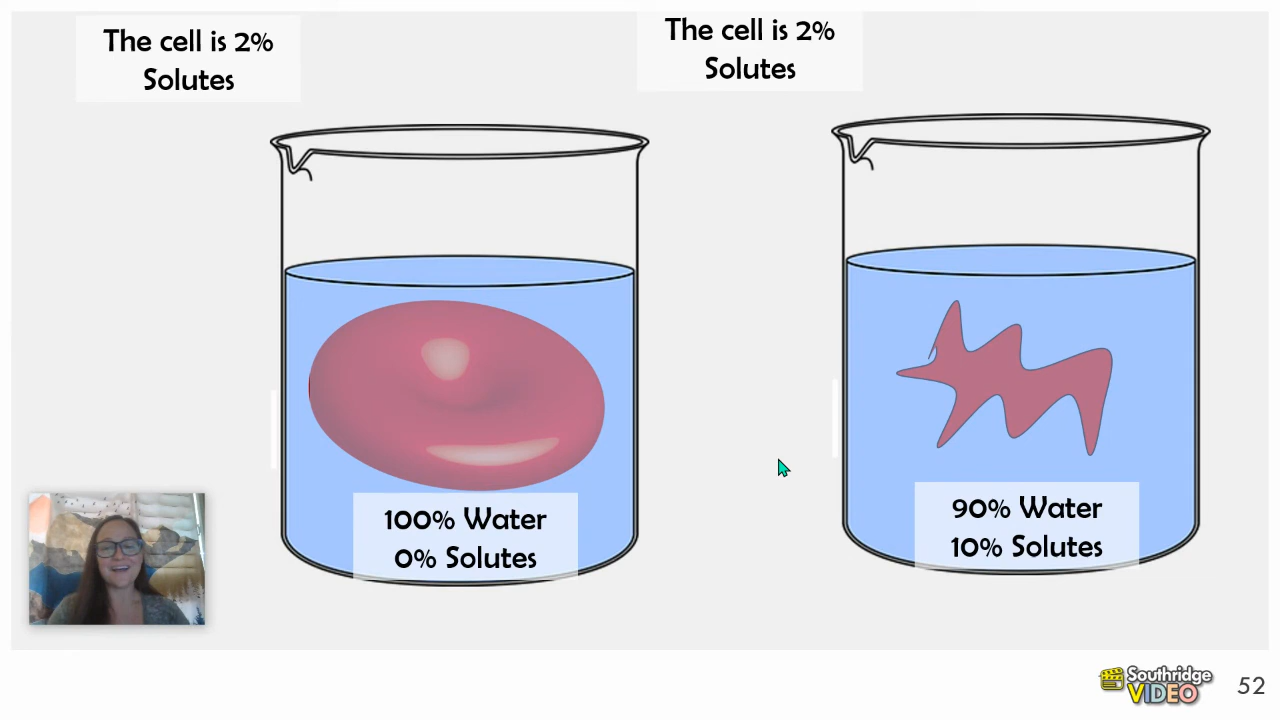 The cell is 2%
Solutes
The cell is 2%
Solutes
100% Water
0% Solutes
90% Water
10% Solutes
Southridge
VIDEO
52